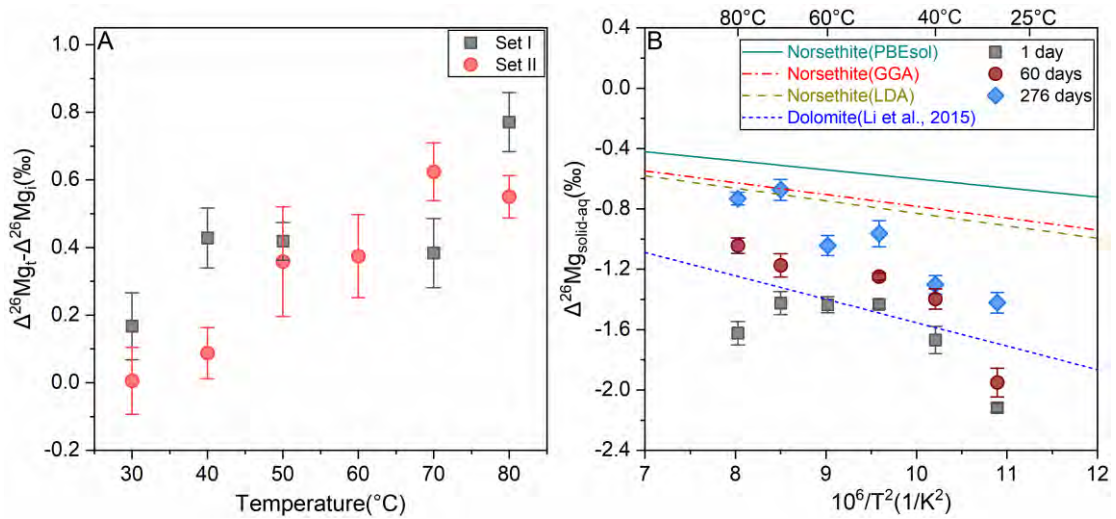 A
Set I
Set II
1.0
0.8
0.6
0.4
0.2
0.0
-0.2
Δ²⁶Mgₜ-Δ²⁶Mgᵢ(‰)
30 40 50 60 70 80
Temperature(°C)
80°C 60°C 40°C 25°C
B
Norsethite(PBEsol)
Norsethite(GGA)
Norsethite(LDA)
Dolomite(Li et al., 2015)
1 day
60 days
276 days
0.4
0.0
-0.4
-0.8
-1.2
-1.6
-2.0
-2.4
Δ²⁶Mg_solid-aq(‰)
7 8 9 10 11 12
10⁶/T²(1/K²)